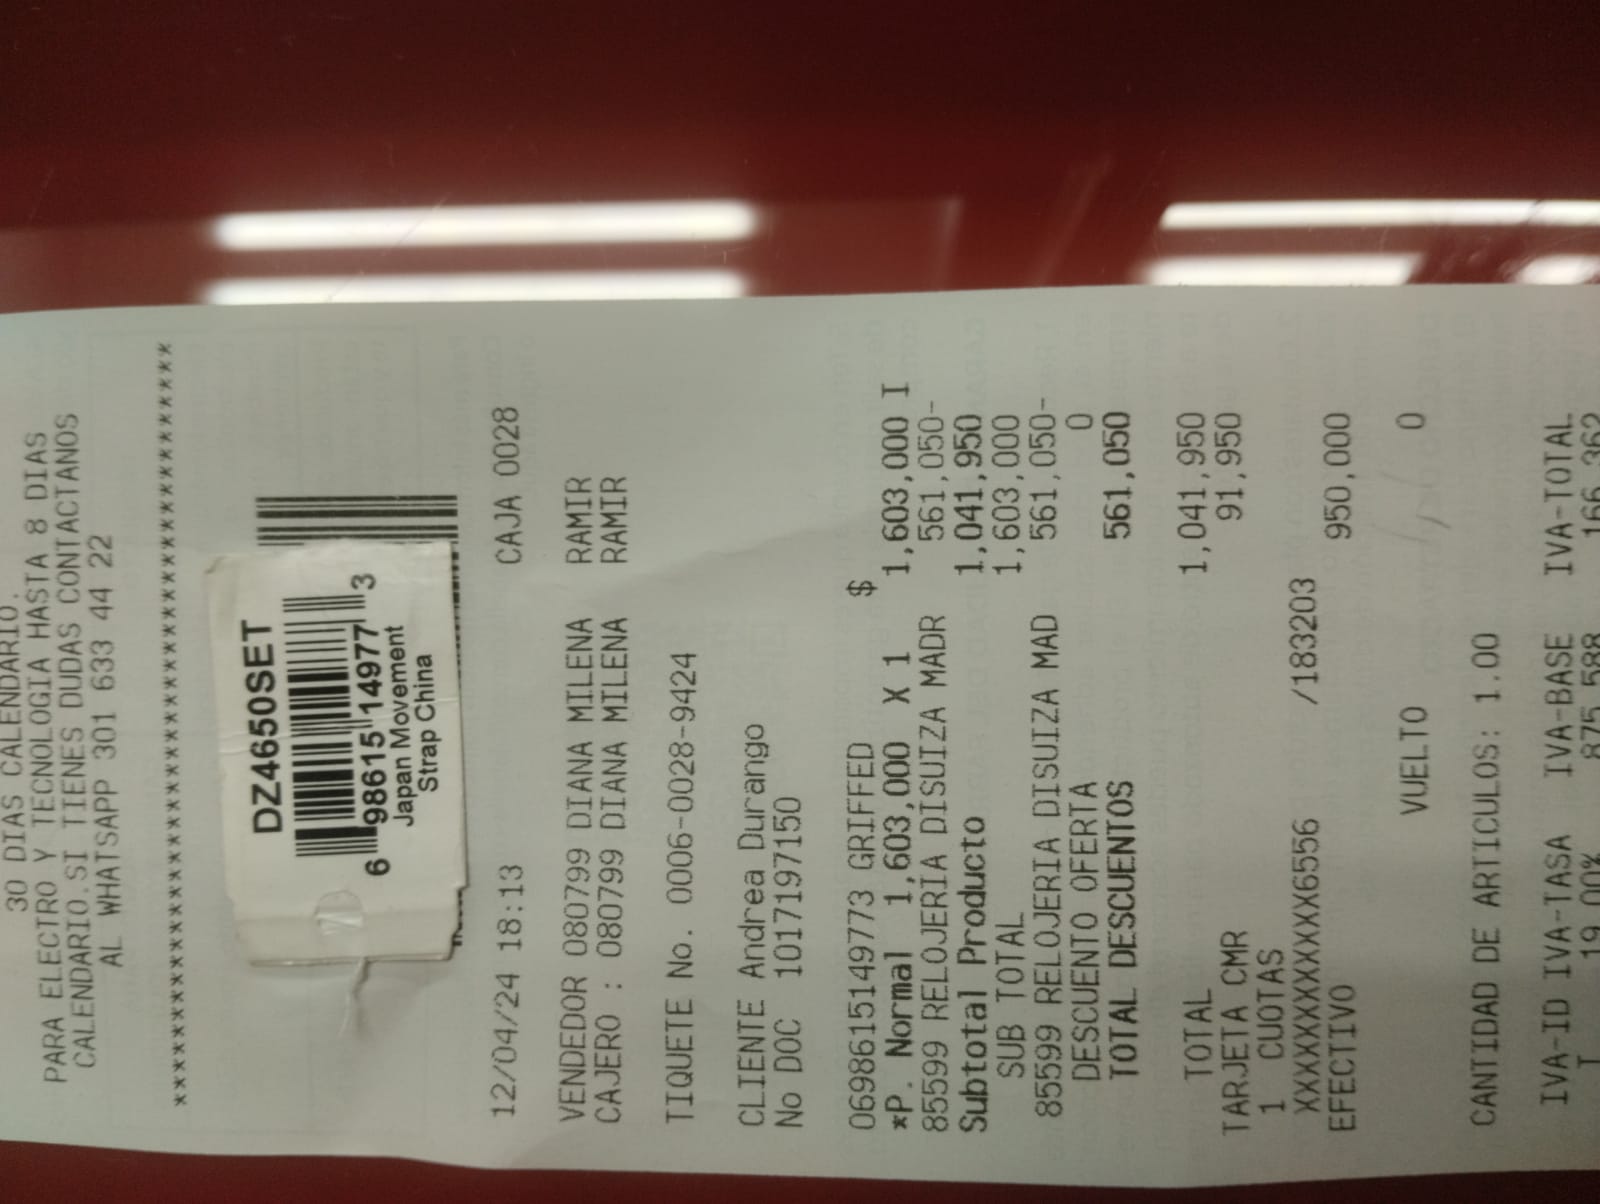 30 DIAS CALENDARIO.
PARA ELECTRO Y TECNOLOGIA HASTA 8 DIAS
CALENDARIO.SI TIENES DUDAS CONTACTANOS
AL WHATSAPP 301 633 44 22
****************************************
DZ4650SET
6 98615 14977 3
Japan Movement
Strap China
12/04/24 18:13 CAJA 0028
VENDEDOR 080799 DIANA MILENA RAMIR
CAJERO : 080799 DIANA MILENA RAMIR
TIQUETE No. 0006-0028-9424
CLIENTE Andrea Durango
No DOC 1017197150
$
0698615149773 GRIFFED
*P. Normal 1,603,000 X 1 1,603,000 I
85599 RELOJERIA DISUIZA MADR 561,050-
Subtotal Producto 1,041,950
SUB TOTAL 1,603,000
85599 RELOJERIA DISUIZA MAD 561,050-
DESCUENTO OFERTA 0
TOTAL DESCUENTOS 561,050
TOTAL 1,041,950
TARJETA CMR 91,950
1 CUOTAS
XXXXXXXXXXXX6556 /183203
EFECTIVO 950,000
VUELTO 0
CANTIDAD DE ARTICULOS: 1.00
IVA-ID IVA-TASA IVA-BASE IVA-TOTAL
I 19.00% 875,588 166,362